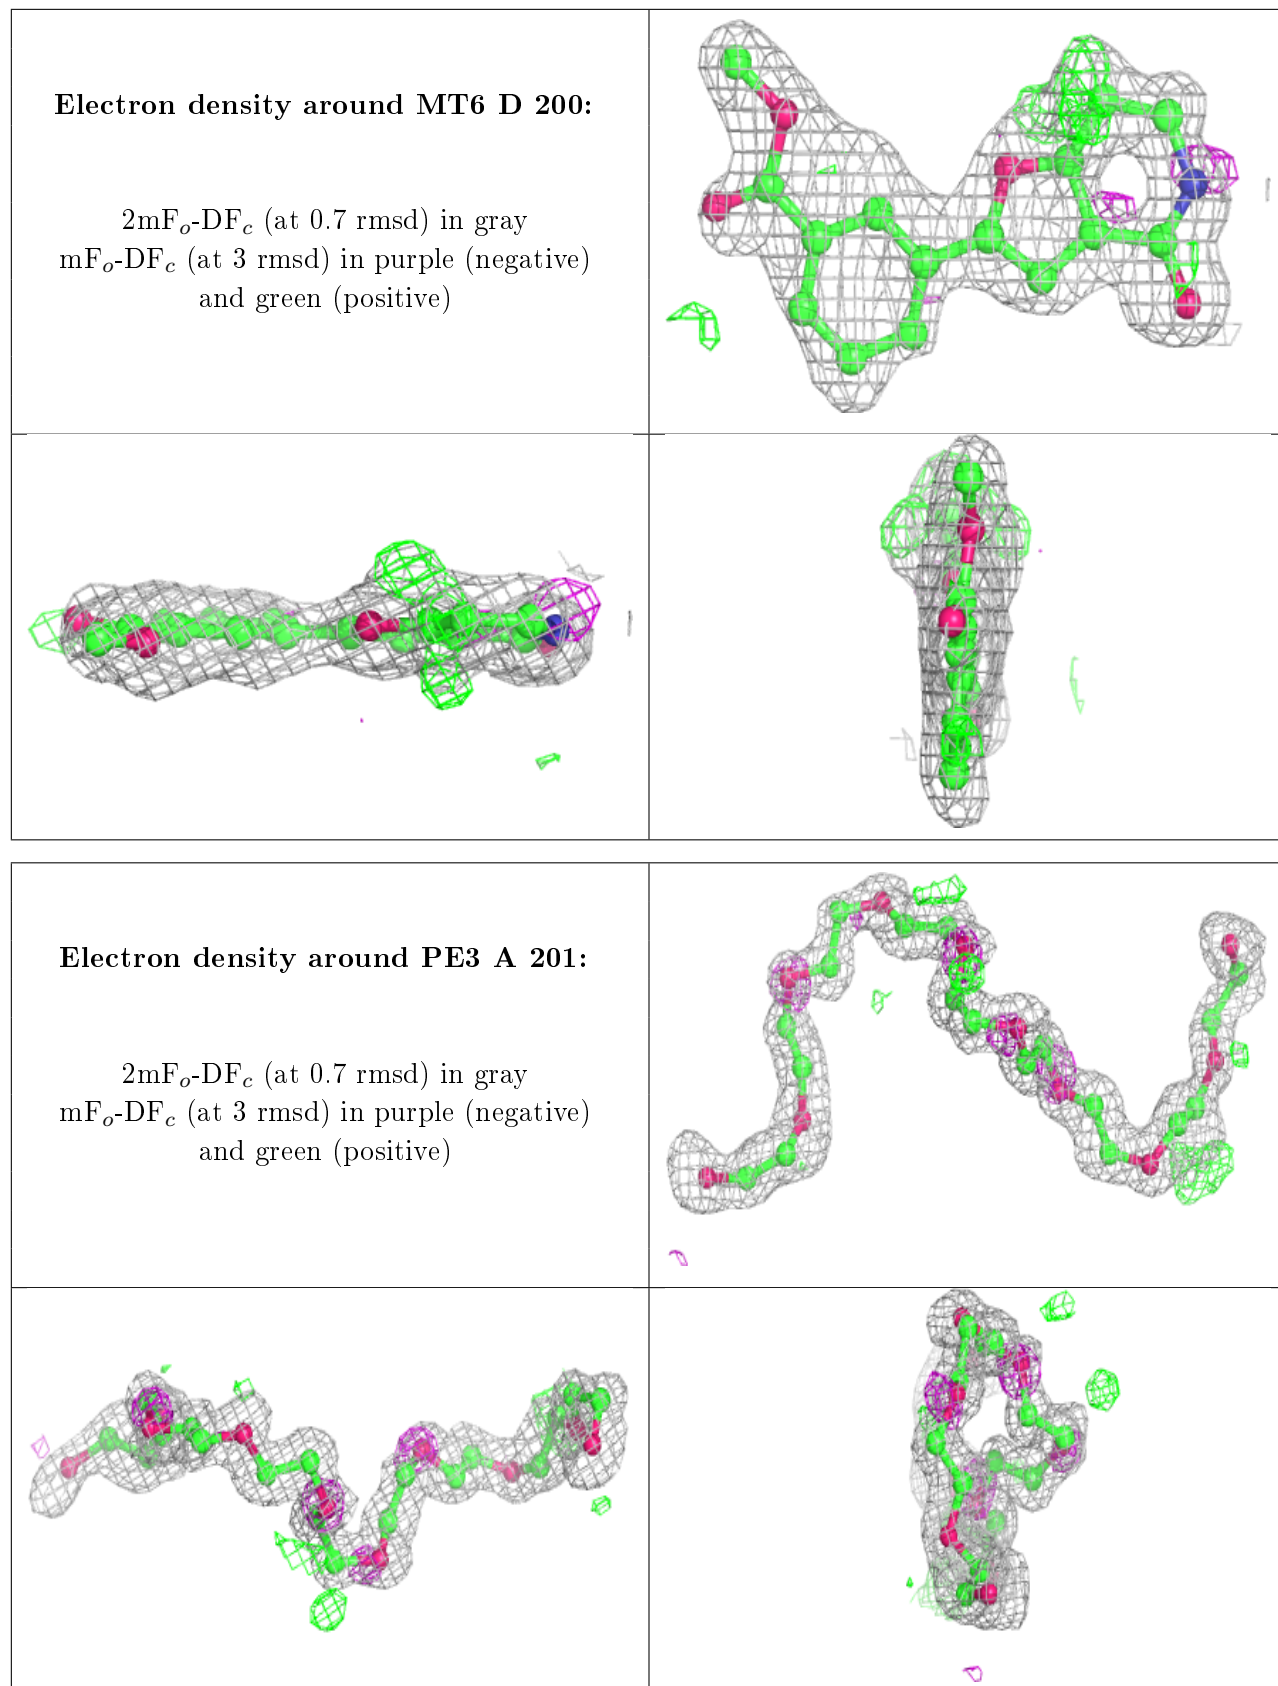 Electron density around MT6 D 200:
2mFo-DFc (at 0.7 rmsd) in gray
mFo-DFc (at 3 rmsd) in purple (negative)
and green (positive)
Electron density around PE3 A 201:
2mFo-DFc (at 0.7 rmsd) in gray
mFo-DFc (at 3 rmsd) in purple (negative)
and green (positive)